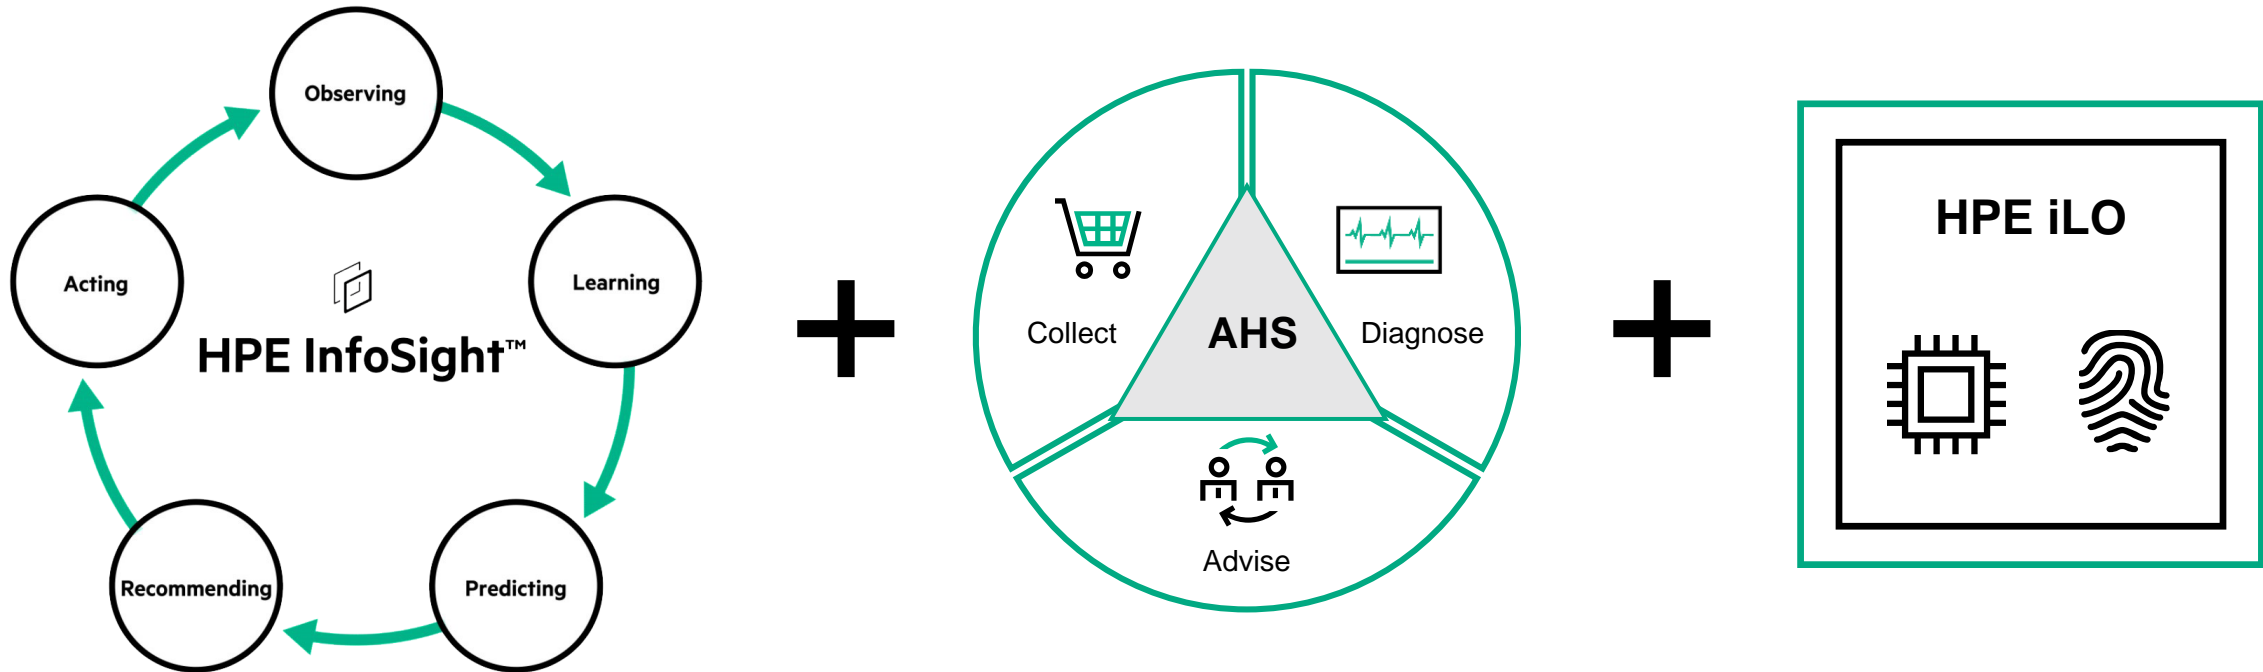 Observing
Learning
Predicting
Recommending
Acting
HPE InfoSight™
+
Collect
AHS
Diagnose
Advise
+
HPE iLO